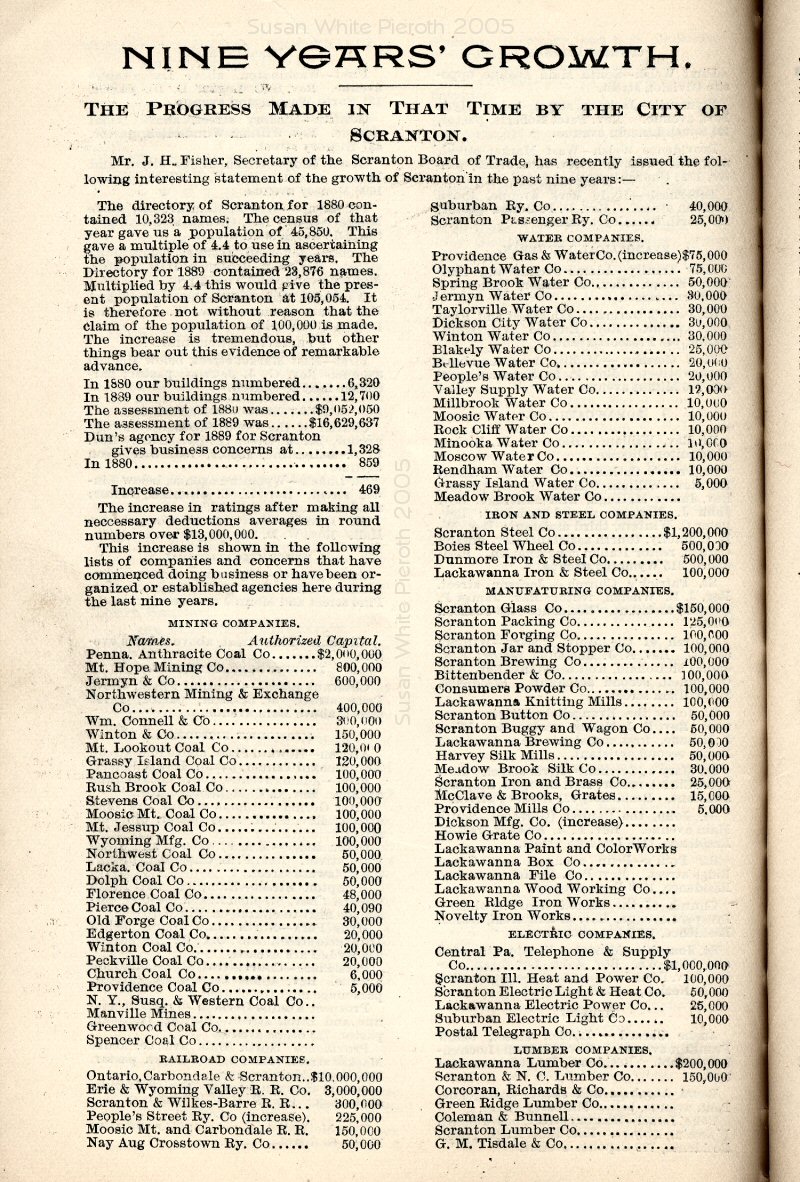 Susan White Pieroth 2005
NINE YEARS' GROWTH.
THE PROGRESS MADE IN THAT TIME BY THE CITY OF
SCRANTON.
Mr. J. H. Fisher, Secretary of the Scranton Board of Trade, has recently issued the fol-
lowing interesting statement of the growth of Scranton in the past nine years:—
The directory of Scranton for 1880 con-
tained 10,323 names. The census of that
year gave us a population of 45,850. This
gave a multiple of 4.4 to use in ascertaining
the population in succeeding years. The
Directory for 1889 contained 23,876 names.
Multiplied by 4.4 this would give the pres-
ent population of Scranton at 105,054. It
is therefore not without reason that the
claim of the population of 100,000 is made.
The increase is tremendous, but other
things bear out this evidence of remarkable
advance.
In 1880 our buildings numbered.......6,320
In 1889 our buildings numbered......12,700
The assessment of 1880 was.......$9,052,050
The assessment of 1889 was......$16,629,637
Dun's agency for 1889 for Scranton
gives business concerns at........1,328
In 1880................................ 859
Increase.......................... 469
The increase in ratings after making all
neccessary deductions averages in round
numbers over $13,000,000.
This increase is shown in the following
lists of companies and concerns that have
commenced doing business or have been or-
ganized or established agencies here during
the last nine years.
MINING COMPANIES.
Names. Authorized Capital.
Penna. Anthracite Coal Co.......$2,000,000
Mt. Hope Mining Co.............. 800,000
Jermyn & Co..................... 600,000
Northwestern Mining & Exchange
Co............................ 400,000
Wm. Connell & Co................ 300,000
Winton & Co..................... 150,000
Mt. Lookout Coal Co............. 120,000
Grassy Island Coal Co............ 120,000
Pancoast Coal Co................. 100,000
Rush Brook Coal Co.............. 100,000
Stevens Coal Co.................. 100,000
Moosic Mt. Coal Co............... 100,000
Mt. Jessup Coal Co............... 100,000
Wyoming Mfg. Co................ 100,000
Northwest Coal Co............... 50,000
Lacka. Coal Co................... 50,000
Dolph Coal Co.................... 50,000
Florence Coal Co................. 48,000
Pierce Coal Co.................... 40,090
Old Forge Coal Co................ 30,000
Edgerton Coal Co................. 20,000
Winton Coal Co.................. 20,000
Peckville Coal Co................. 20,000
Church Coal Co.................. 6,000
Providence Coal Co............... 5,000
N. Y., Susq. & Western Coal Co..
Manville Mines..................
Greenwood Coal Co..............
Spencer Coal Co.................
RAILROAD COMPANIES.
Ontario, Carbondale & Scranton..$10.000,000
Erie & Wyoming Valley R. R. Co. 3,000,000
Scranton & Wilkes-Barre R. R... 300,000
People's Street Ry. Co (increase). 225,000
Moosic Mt. and Carbondale R. R. 150,000
Nay Aug Crosstown Ry. Co...... 50,000
Suburban Ry. Co................ 40,000
Scranton Passenger Ry. Co...... 25,000
WATER COMPANIES.
Providence Gas & Water Co. (increase)$75,000
Olyphant Water Co.................. 75,000
Spring Brook Water Co............. 50,000
Jermyn Water Co................... 30,000
Taylorville Water Co................ 30,000
Dickson City Water Co.............. 30,000
Winton Water Co................... 30,000
Blakely Water Co................... 25,000
Bellevue Water Co.................. 20,000
People's Water Co.................. 20,000
Valley Supply Water Co............. 12,000
Millbrook Water Co................. 10,000
Moosic Water Co.................... 10,000
Rock Cliff Water Co................. 10,000
Minooka Water Co.................. 10,000
Moscow Water Co................... 10,000
Rendham Water Co................. 10,000
Grassy Island Water Co............. 5,000
Meadow Brook Water Co............
IRON AND STEEL COMPANIES.
Scranton Steel Co................$1,200,000
Boies Steel Wheel Co............. 500,000
Dunmore Iron & Steel Co......... 500,000
Lackawanna Iron & Steel Co...... 100,000
MANUFATURING COMPANIES.
Scranton Glass Co................$150,000
Scranton Packing Co............... 125,000
Scranton Forging Co............... 100,000
Scranton Jar and Stopper Co....... 100,000
Scranton Brewing Co.............. 100,000
Bittenbender & Co................. 100,000
Consumers Powder Co............. 100,000
Lackawanna Knitting Mills........ 100,000
Scranton Button Co................ 50,000
Scranton Buggy and Wagon Co.... 50,000
Lackawanna Brewing Co........... 50,000
Harvey Silk Mills.................. 50,000
Meadow Brook Silk Co............ 30.000
Scranton Iron and Brass Co........ 25,000
McClave & Brooks, Grates......... 15,000
Providence Mills Co................ 5,000
Dickson Mfg. Co. (increase)........
Howie Grate Co...................
Lackawanna Paint and Color Works
Lackawanna Box Co..............
Lackawanna File Co..............
Lackawanna Wood Working Co....
Green Ridge Iron Works..........
Novelty Iron Works................
ELECTRIC COMPANIES.
Central Pa. Telephone & Supply
Co..............................$1,000,000
Scranton Ill. Heat and Power Co. 100,000
Scranton Electric Light & Heat Co. 50,000
Lackawanna Electric Power Co... 25,000
Suburban Electric Light Co...... 10,000
Postal Telegraph Co..............
LUMBER COMPANIES.
Lackawanna Lumber Co...........$200,000
Scranton & N. C. Lumber Co....... 150,000
Corcoran, Richards & Co...........
Green Ridge Lumber Co...........
Coleman & Bunnell................
Scranton Lumber Co...............
G. M. Tisdale & Co................
Susan White Pieroth 2005